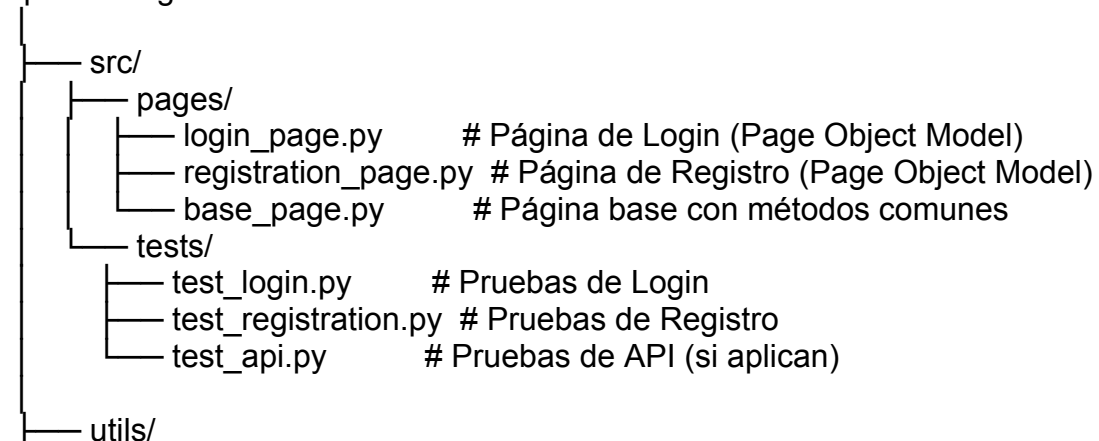 src/
pages/
login_page.py # Página de Login (Page Object Model)
registration_page.py # Página de Registro (Page Object Model)
base_page.py # Página base con métodos comunes
tests/
test_login.py # Pruebas de Login
test_registration.py # Pruebas de Registro
test_api.py # Pruebas de API (si aplican)
utils/